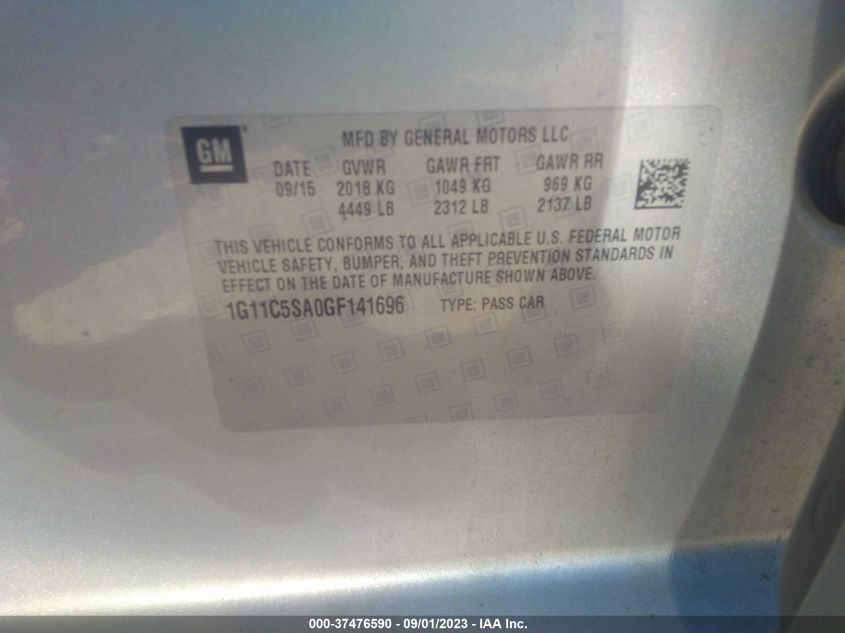 GM
MFD BY GENERAL MOTORS LLC
DATE GVWR GAWR FRT GAWR RR
09/15 2018 KG 1049 KG 969 KG
4449 LB 2312 LB 2137 LB
THIS VEHICLE CONFORMS TO ALL APPLICABLE U.S. FEDERAL MOTOR
VEHICLE SAFETY, BUMPER, AND THEFT PREVENTION STANDARDS IN
EFFECT ON THE DATE OF MANUFACTURE SHOWN ABOVE.
1G11C5SA0GF141696 TYPE: PASS CAR
000-37476590 - 09/01/2023 - IAA Inc.